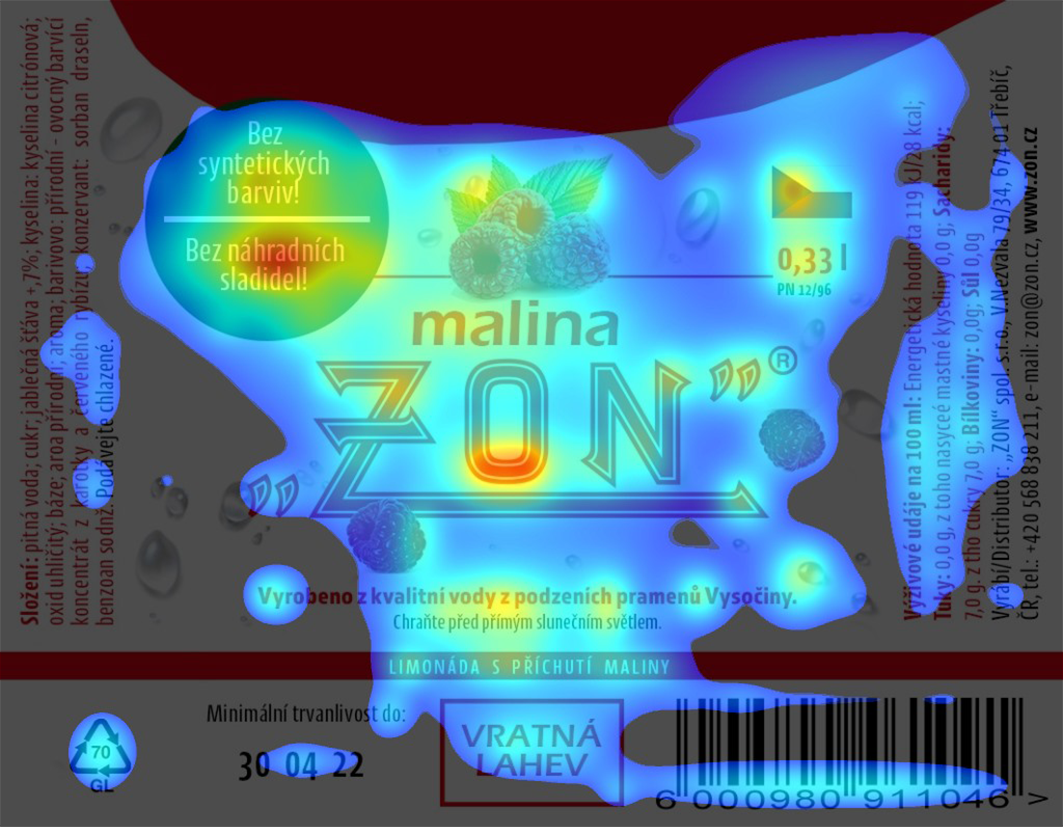 Složení: pitná voda; cukr; jablečná šťáva +,7%; kyselina: kyselina citrónová;
oxid uhličitý; báze; aroa přírodní; aroma; barivovo: přírodní - ovocný barvící
koncentrát z karotky a červeného rybízu; konzervant: sorban draseln,
benzoan sodnž. Podávejte chlazené.
Bez
syntetických
barviv!
Bez náhradních
sladidel!
0,33 l
PN 12/96
malina
„ZON”®
Vyrobeno z kvalitní vody z podzeních pramenů Vysočiny.
Chraňte před přímým slunečním světlem.
LIMONÁDA S PŘÍCHUTÍ MALINY
Minimální trvanlivost do:
30 04 22
70
GL
VRATNÁ
LAHEV
6 000980 911046 V
Výživové udáje na 100 ml: Energetická hodnota 119 kJ/28 kcal;
Tuky: 0,0 g, z toho nasyceé mastné kyseliny 0,0 g; Sacharidy:
7,0 g. z tho cukry 7,0 g; Bílkoviny: 0,0g; Sůl 0,0g
Vyrábí/Distributor: „ZON“ spol. s.r.o., V.Nezvala 79/34, 674 01 Třebíč,
ČR, tel.: +420 568 838 211, e-mail: zon@zon.cz, www.zon.cz